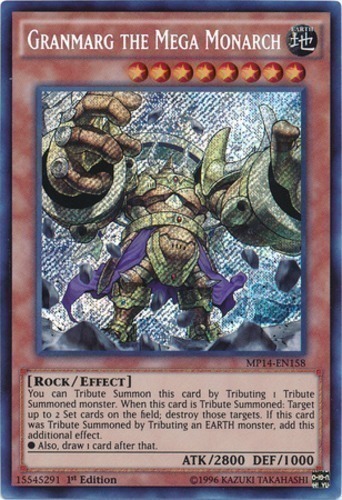 GRANMARG THE MEGA MONARCH
EARTH
地
MP14-EN158
[ROCK/EFFECT]
You can Tribute Summon this card by Tributing 1 Tribute
Summoned monster. When this card is Tribute Summoned: Target
up to 2 Set cards on the field; destroy those targets. If this card
was Tribute Summoned by Tributing an EARTH monster, add this
additional effect.
● Also, draw 1 card after that.
ATK/2800 DEF/1000
15545291 1st Edition ©1996 KAZUKI TAKAHASHI